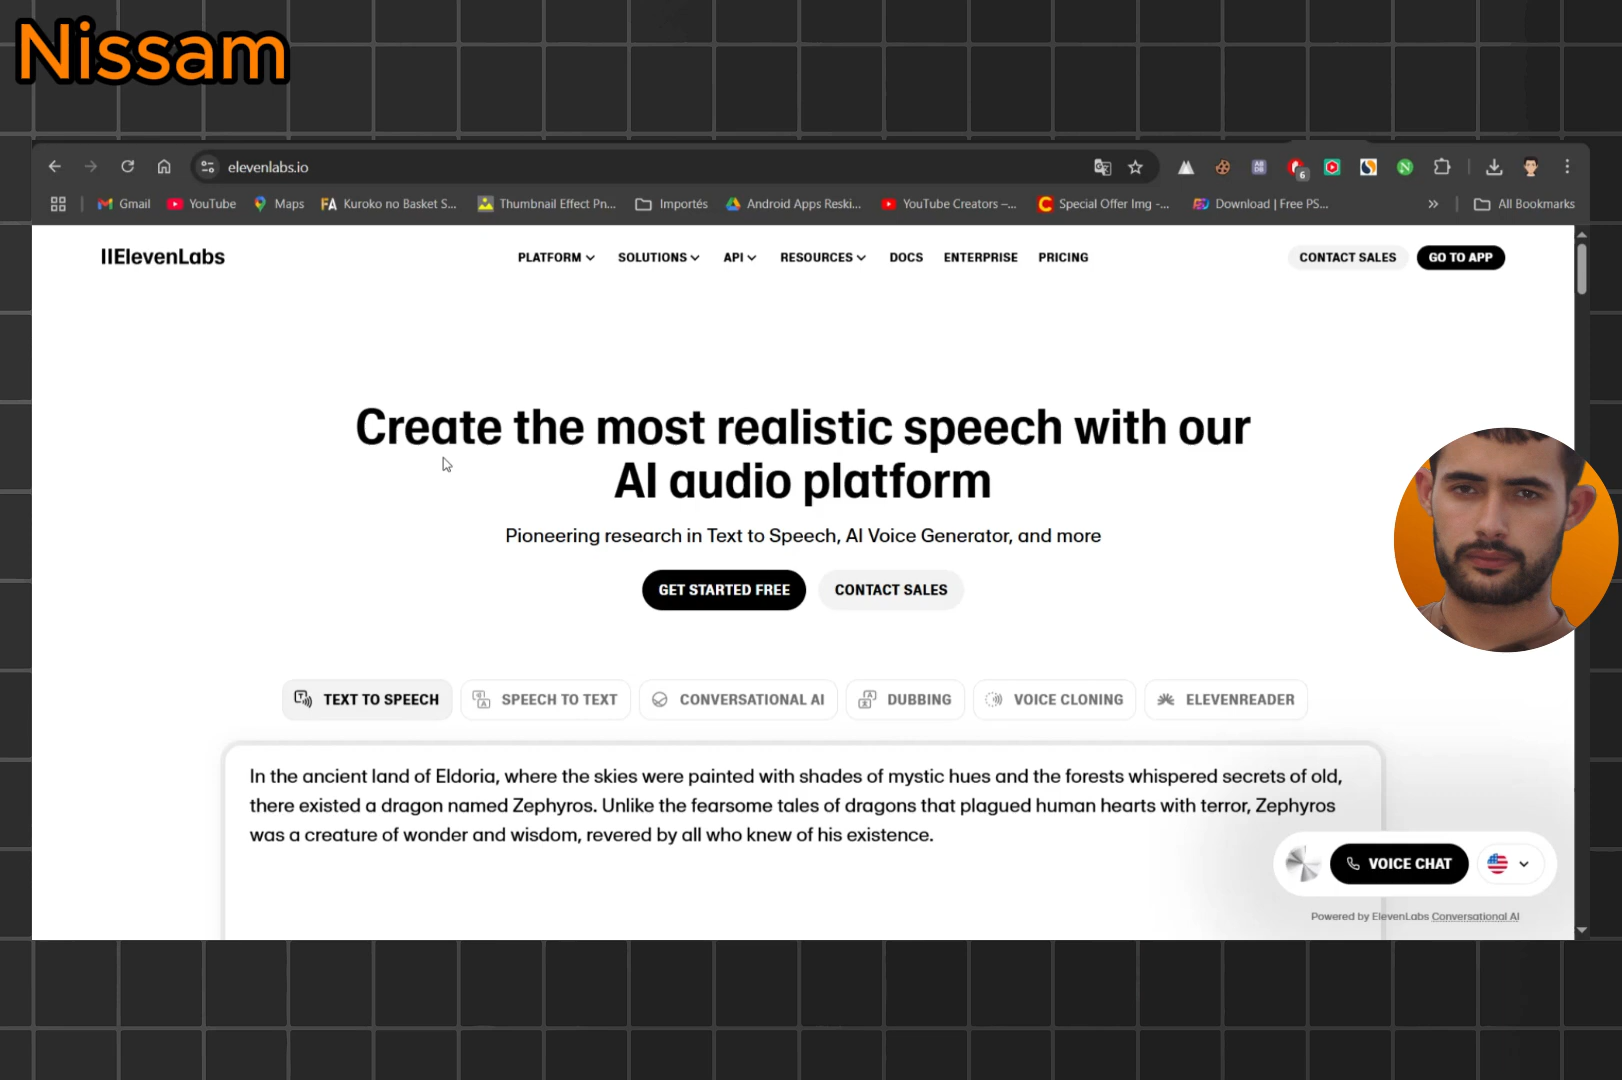 Nissam
elevenlabs.io
6
Gmail YouTube Maps FA Kuroko no Basket S... Thumbnail Effect Pn... Importés Android Apps Reski... YouTube Creators –... Special Offer Img -... Download | Free PS... » All Bookmarks
IIElevenLabs PLATFORM SOLUTIONS API RESOURCES DOCS ENTERPRISE PRICING CONTACT SALES GO TO APP
Create the most realistic speech with our
AI audio platform
Pioneering research in Text to Speech, AI Voice Generator, and more
GET STARTED FREE CONTACT SALES
TEXT TO SPEECH SPEECH TO TEXT CONVERSATIONAL AI DUBBING VOICE CLONING ELEVENREADER
In the ancient land of Eldoria, where the skies were painted with shades of mystic hues and the forests whispered secrets of old,
there existed a dragon named Zephyros. Unlike the fearsome tales of dragons that plagued human hearts with terror, Zephyros
was a creature of wonder and wisdom, revered by all who knew of his existence.
VOICE CHAT
Powered by ElevenLabs Conversational AI